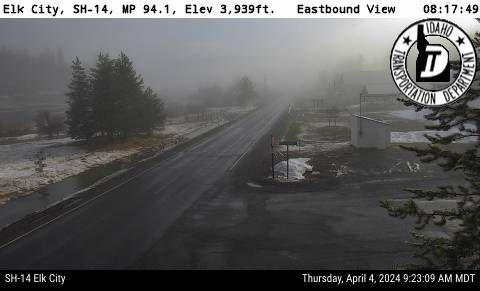 Elk City, SH-14, MP 94.1, Elev 3,939ft. Eastbound View 08:17:49
IDAHO
TRANSPORTATION DEPARTMENT
SH-14 Elk City Thursday, April 4, 2024 9:23:09 AM MDT